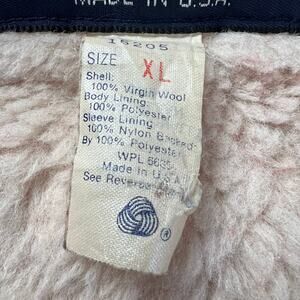 MADE IN U.S.A.
15205
SIZE XL
Shell:
100% Virgin Wool
Body Lining:
100% Polyester
Sleeve Lining:
100% Nylon Backed
By 100% Polyester
WPL
Made in U.S.A.
See Reverse
®